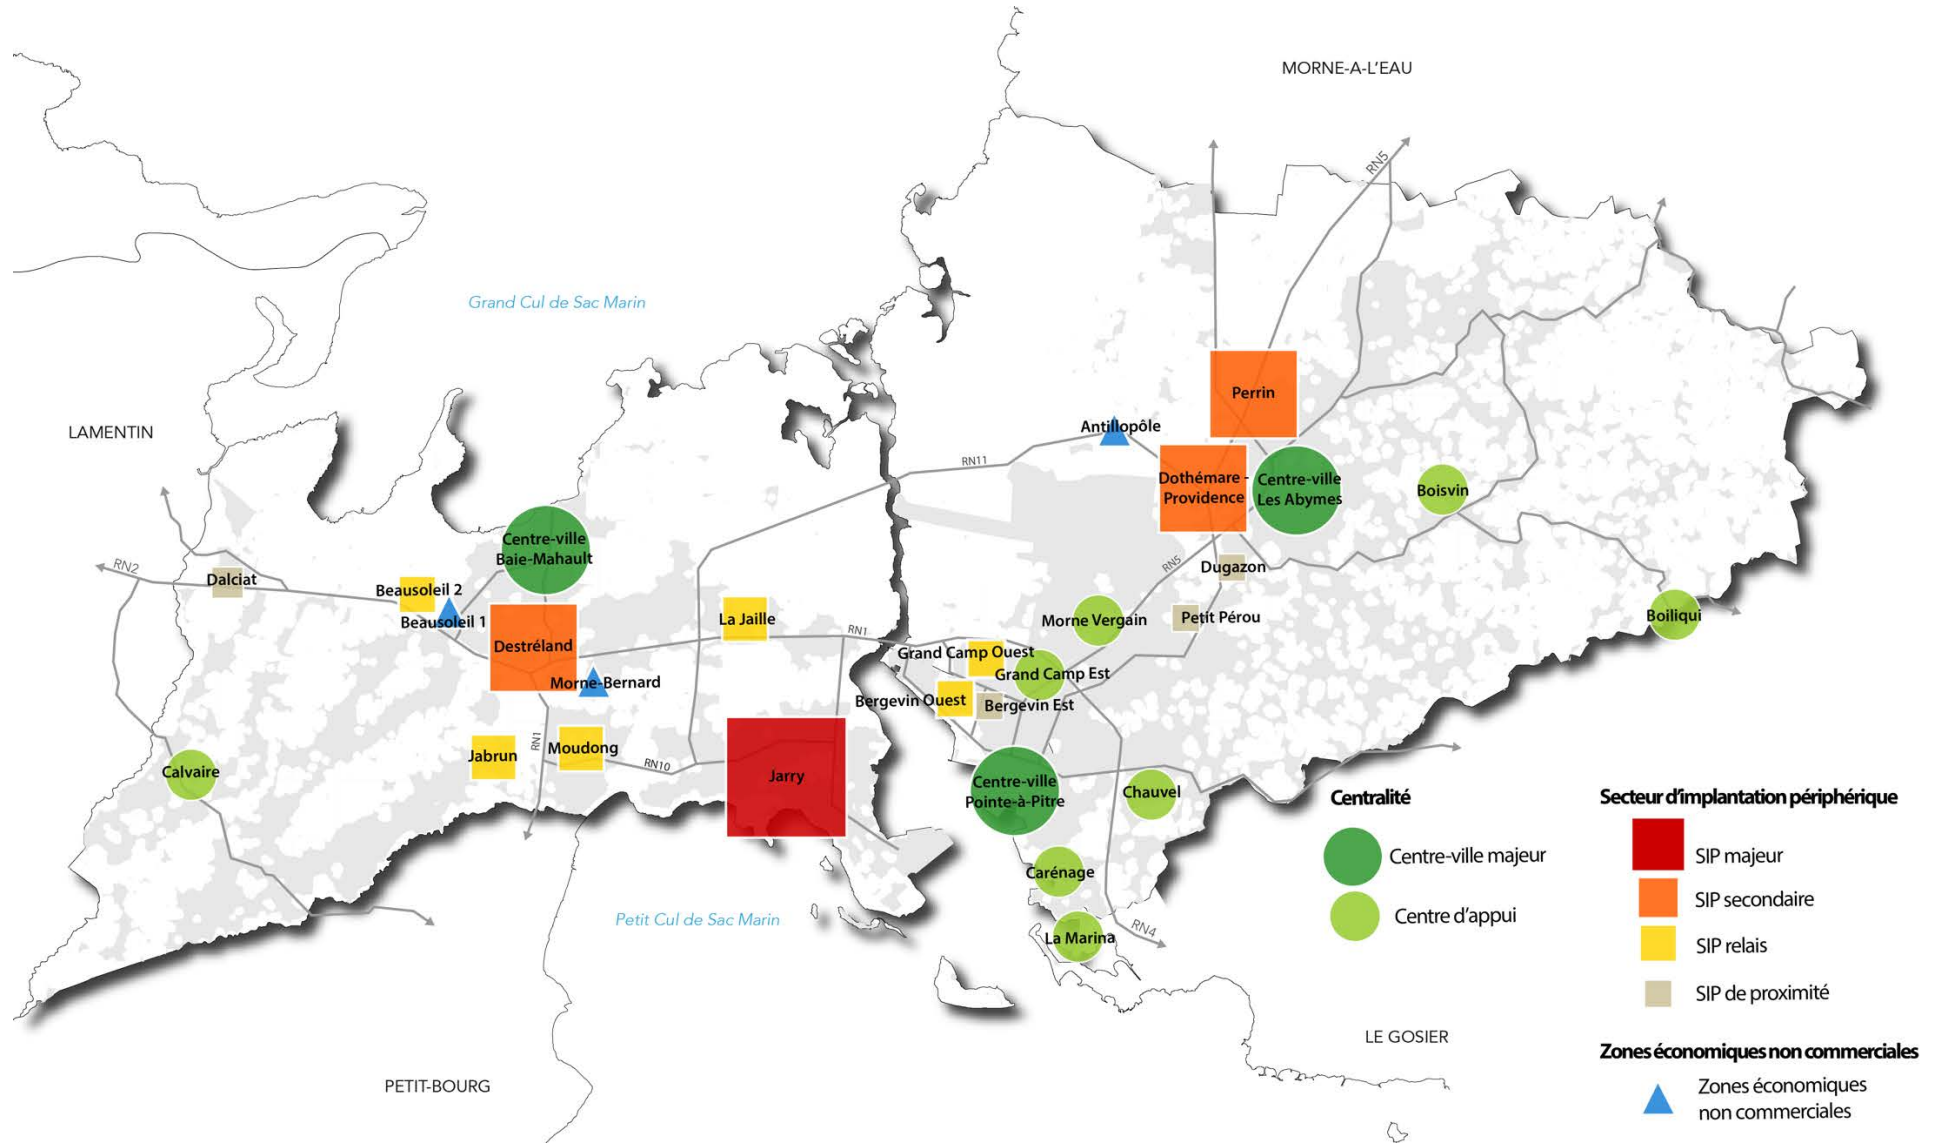 MORNE-A-L'EAU
RN5
Grand Cul de Sac Marin
Perrin
LAMENTIN
Antillopôle
RN11
Dothémare -
Providence
Centre-ville
Les Abymes
Boisvin
Centre-ville
Baie-Mahault
RN2
Dalciat
Beausoleil 2
Beausoleil 1
RN5
Dugazon
La Jaille
RN1
Morne Vergain
Petit Pérou
Boiliqui
Destréland
Grand Camp Ouest
Grand Camp Est
Morne-Bernard
Bergevin Ouest
Bergevin Est
RN1
Jabrun
Moudong
RN10
Calvaire
Jarry
Centre-ville
Pointe-à-Pitre
Chauvel
Carénage
La Marina
RN4
Petit Cul de Sac Marin
PETIT-BOURG
LE GOSIER
Centralité
Centre-ville majeur
Centre d'appui
Secteur d'implantation périphérique
SIP majeur
SIP secondaire
SIP relais
SIP de proximité
Zones économiques non commerciales
Zones économiques
non commerciales